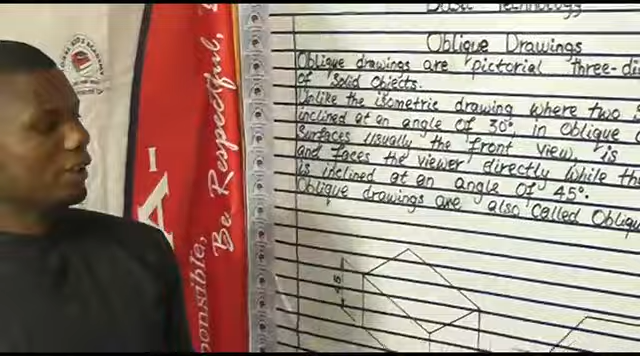 Basic Technology
Oblique Drawings
Oblique drawings are pictorial three-di
of Solid Objects.
Unlike the isometric drawing where two
inclined at an angle of 30°, in Oblique
Surfaces Usually the front view, is
and faces the viewer directly while the
is inclined at an angle of 45°.
Oblique drawings are also called Obliqu
45
Be Respectful,
ponsible,
I
A